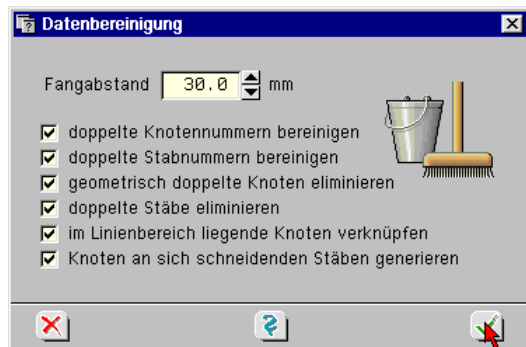 Datenbereinigung
Fangabstand 30.0 mm
doppelte Knotennummern bereinigen
doppelte Stabnummern bereinigen
geometrisch doppelte Knoten eliminieren
doppelte Stäbe eliminieren
im Linienbereich liegende Knoten verknüpfen
Knoten an sich schneidenden Stäben generieren